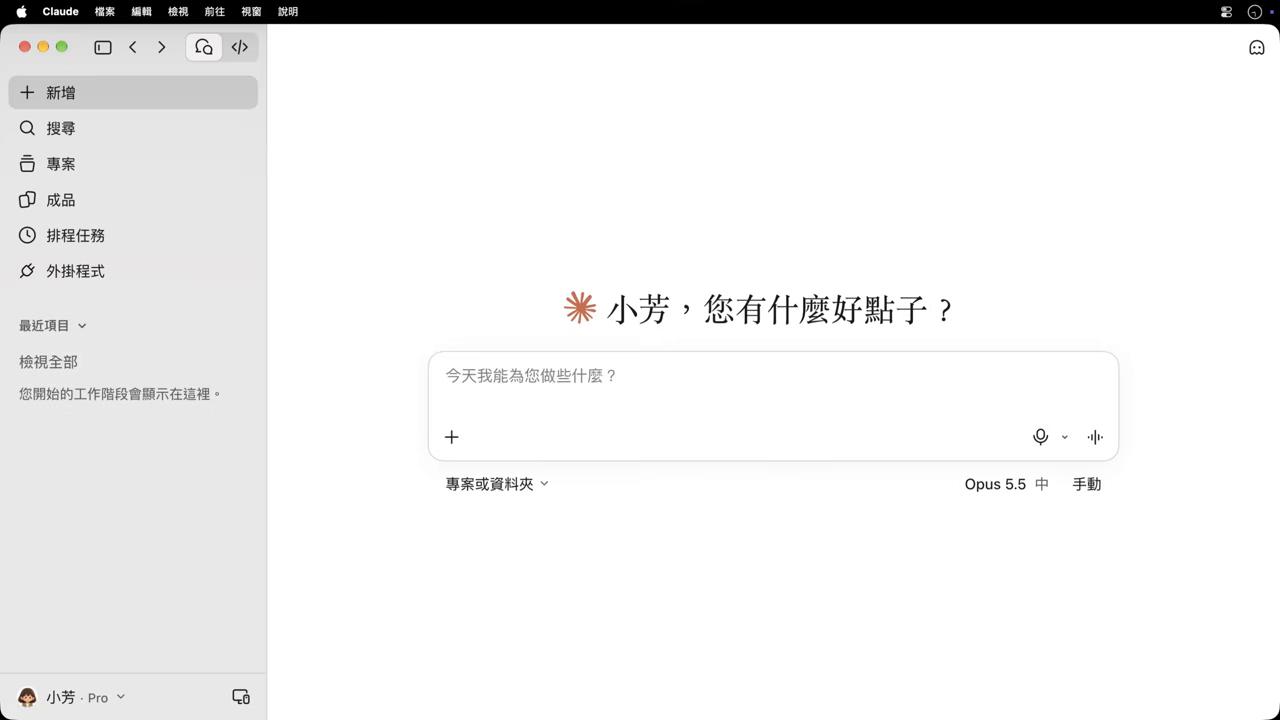 Claude 檔案 編輯 檢視 前往 視窗 說明
新增
搜尋
專案
成品
排程任務
外掛程式
最近項目
檢視全部
您開始的工作階段會顯示在這裡。
小芳，您有什麼好點子？
今天我能為您做些什麼？
專案或資料夾
Opus 5.5 中 手動
小芳 · Pro